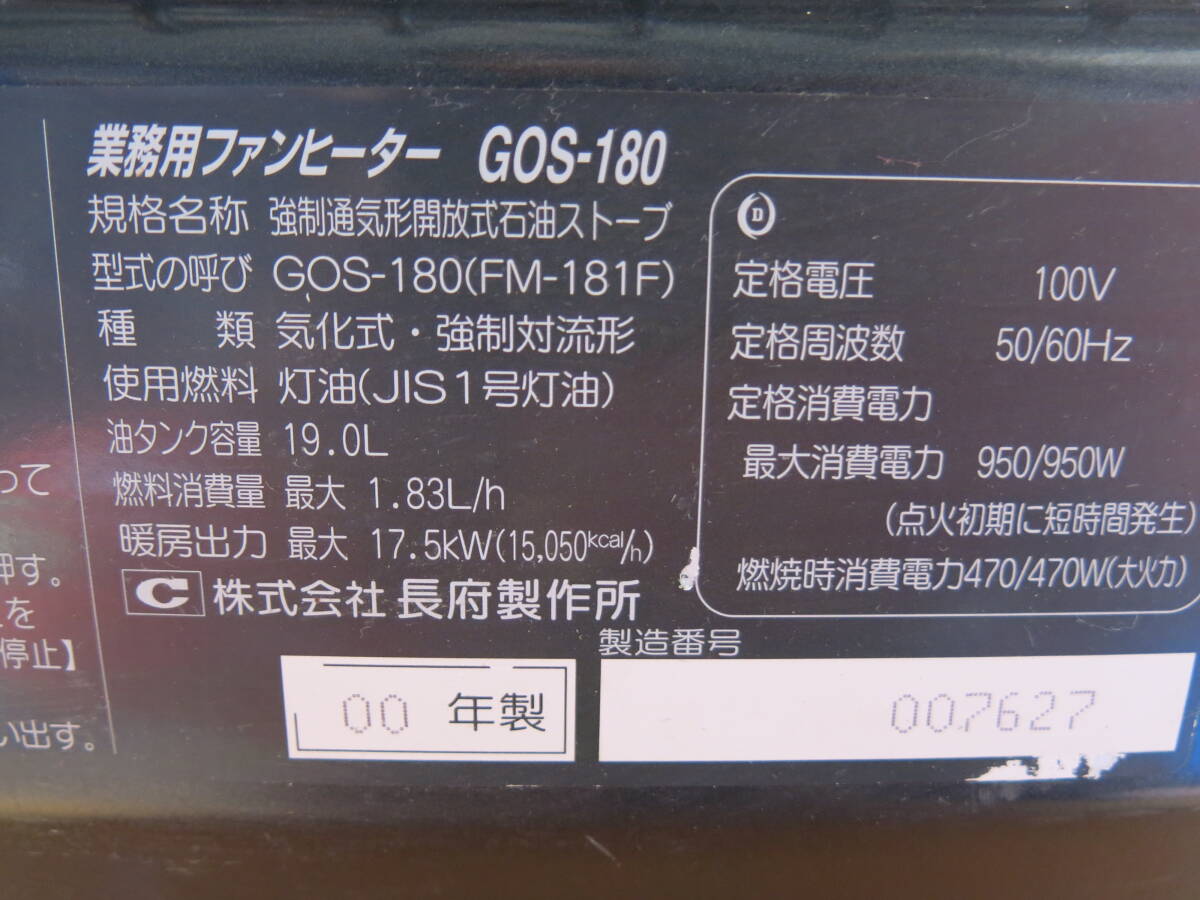 業務用ファンヒーター GOS-180
規格名称 強制通気形開放式石油ストーブ
型式の呼び GOS-180(FM-181F)
種 類 気化式・強制対流形
使用燃料 灯油(JIS1号灯油)
油タンク容量 19.0L
燃料消費量 最大 1.83L/h
暖房出力 最大 17.5kW(15,050kcal/h)
C 株式会社 長府製作所
製造番号
00 年製
007627
D
定格電圧 100V
定格周波数 50/60Hz
定格消費電力
最大消費電力 950/950W
(点火初期に短時間発生)
燃焼時消費電力470/470W(大火力)
って
押す。
を
停止】
い出す。